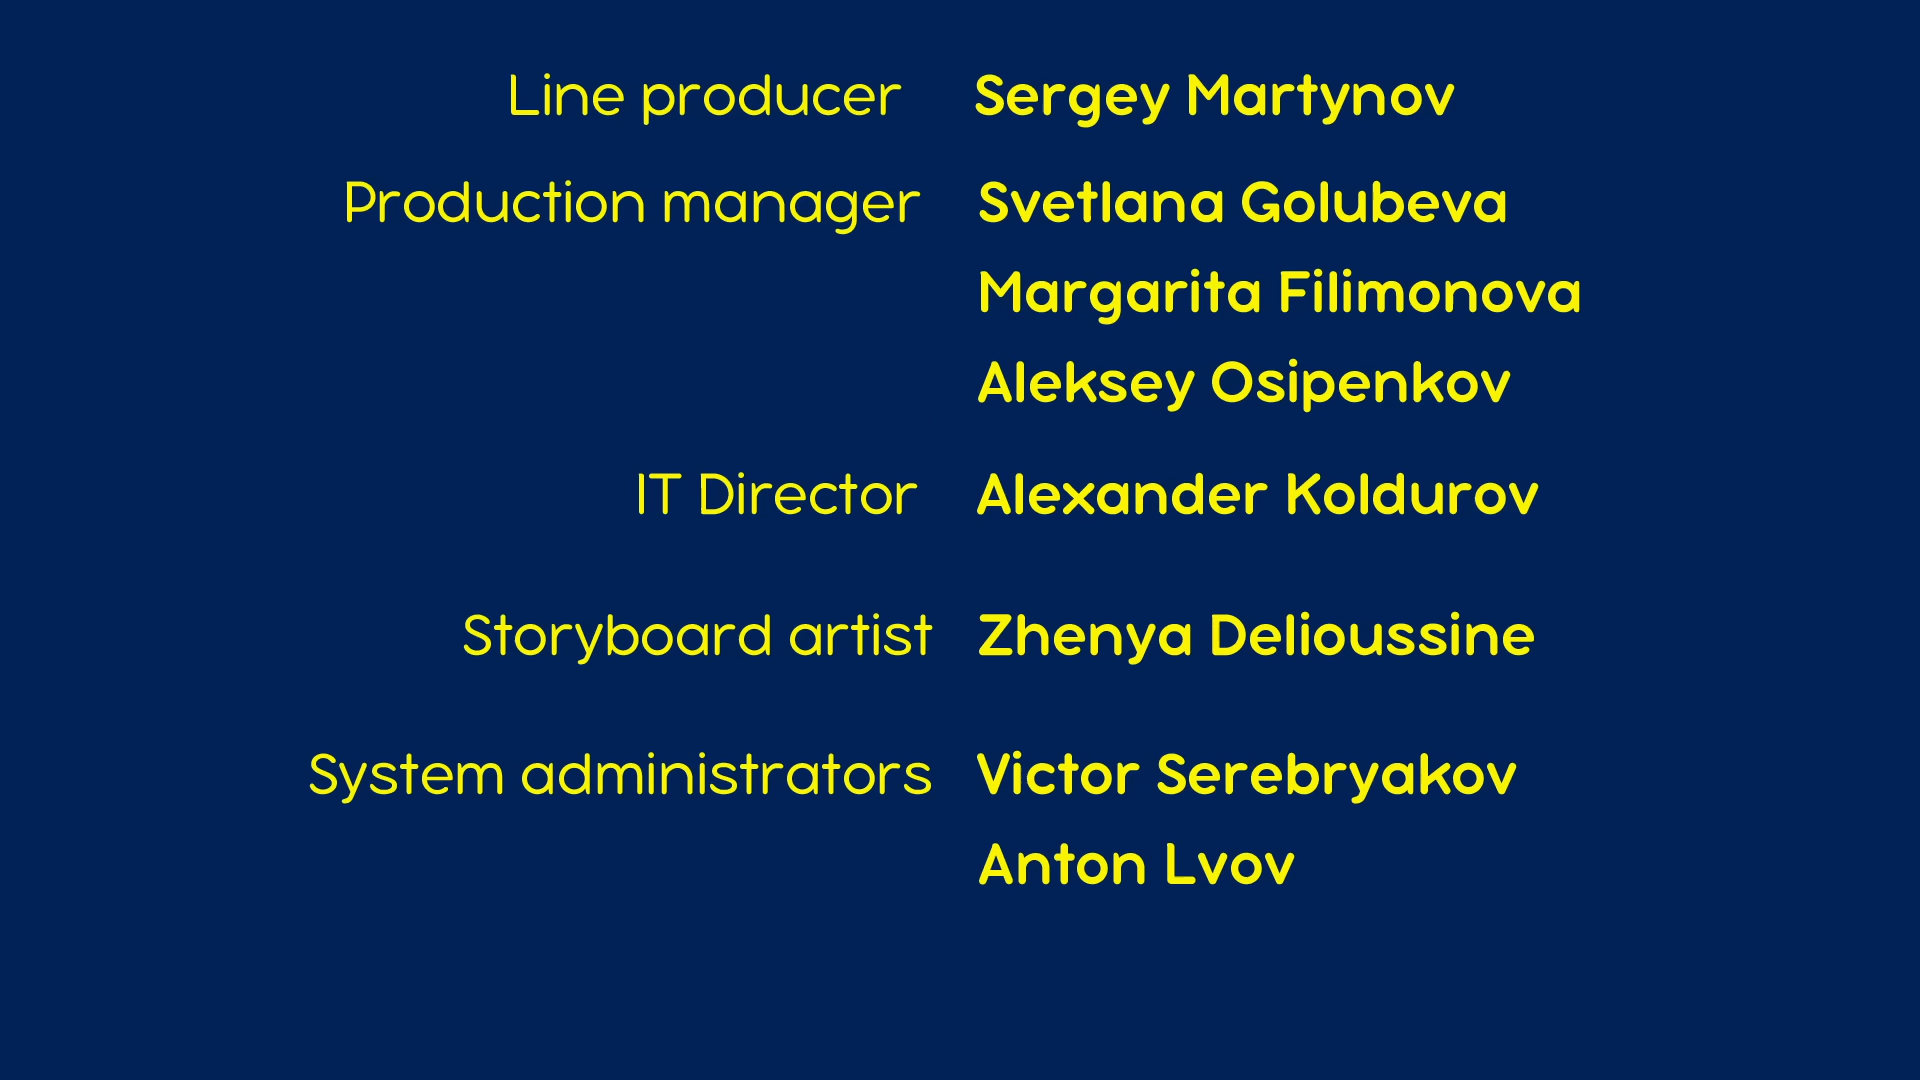 Line producer Sergey Martynov
Production manager Svetlana Golubeva
Margarita Filimonova
Aleksey Osipenkov
IT Director Alexander Koldurov
Storyboard artist Zhenya Delioussine
System administrators Victor Serebryakov
Anton Lvov